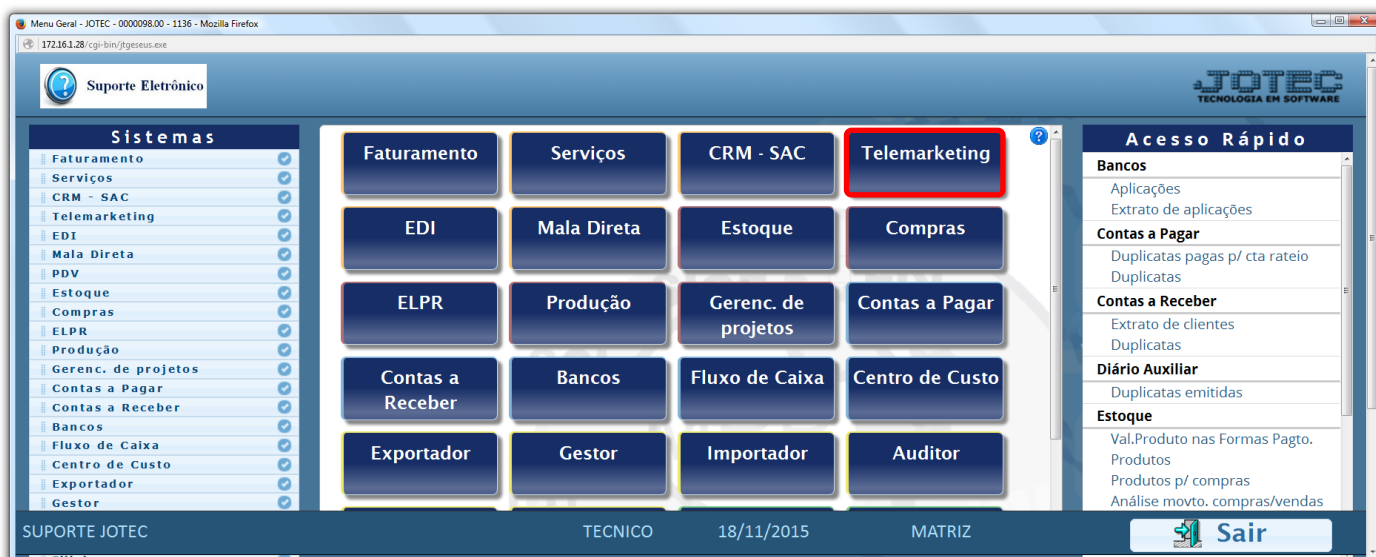 Menu Geral - JOTEC - 0000098.00 - 1136 - Mozilla Firefox
172.16.1.28/cgi-bin/jtgeseus.exe
Suporte Eletrônico
JOTEC
TECNOLOGIA EM SOFTWARE
Sistemas
Faturamento
Serviços
CRM - SAC
Telemarketing
EDI
Mala Direta
PDV
Estoque
Compras
ELPR
Produção
Gerenc. de projetos
Contas a Pagar
Contas a Receber
Bancos
Fluxo de Caixa
Centro de Custo
Exportador
Gestor
Faturamento
Serviços
CRM - SAC
Telemarketing
EDI
Mala Direta
Estoque
Compras
ELPR
Produção
Gerenc. de
projetos
Contas a Pagar
Contas a
Receber
Bancos
Fluxo de Caixa
Centro de Custo
Exportador
Gestor
Importador
Auditor
Acesso Rápido
Bancos
Aplicações
Extrato de aplicações
Contas a Pagar
Duplicatas pagas p/ cta rateio
Duplicatas
Contas a Receber
Extrato de clientes
Duplicatas
Diário Auxiliar
Duplicatas emitidas
Estoque
Val.Produto nas Formas Pagto.
Produtos
Produtos p/ compras
Análise movto. compras/vendas
SUPORTE JOTEC
TECNICO
18/11/2015
MATRIZ
Sair